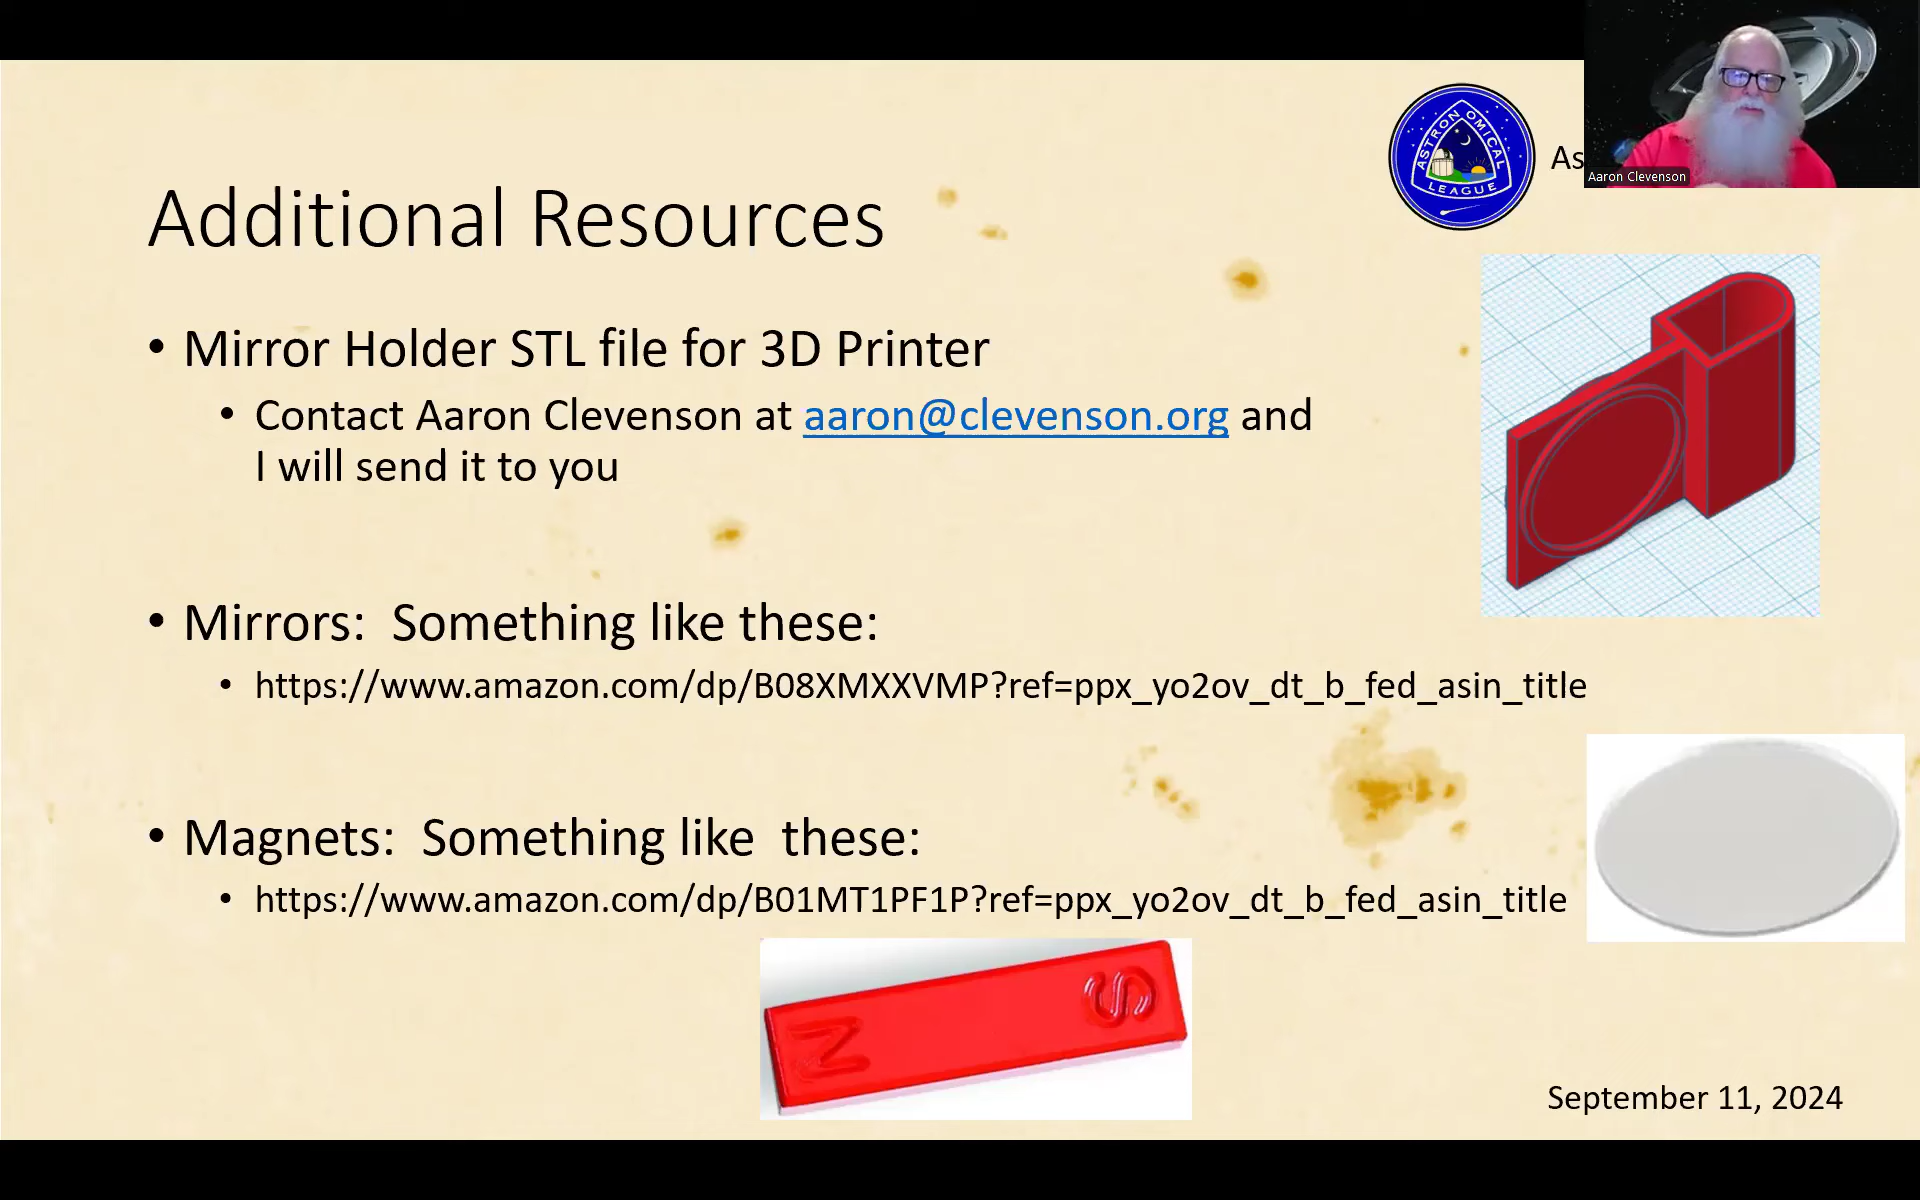 ASTRONOMICAL
LEAGUE
As
Aaron Clevenson
Additional Resources
• Mirror Holder STL file for 3D Printer
• Contact Aaron Clevenson at aaron@clevenson.org and
I will send it to you
• Mirrors:  Something like these:
• https://www.amazon.com/dp/B08XMXXVMP?ref=ppx_yo2ov_dt_b_fed_asin_title
• Magnets:  Something like  these:
• https://www.amazon.com/dp/B01MT1PF1P?ref=ppx_yo2ov_dt_b_fed_asin_title
N S
September 11, 2024